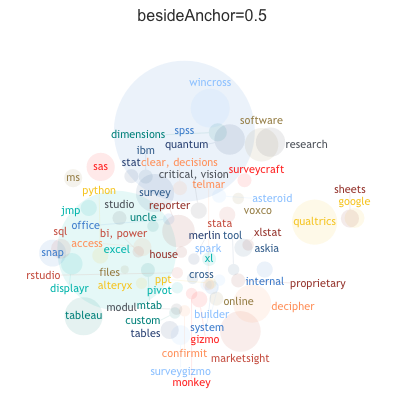 besideAnchor=0.5
wincross
software
dimensions
spss
quantum
research
ibm
stat
clear, decisions
sas
surveycraft
ms
critical, vision
telmar
python
survey
sheets
asteroid
google
studio
reporter
jmp
voxco
uncle
qualtrics
office
stata
sql
bi, power
merlin tool
xlstat
access
excel
spark
askia
snap
house
xl
rstudio
files
cross
ppt
internal
proprietary
displayr
alteryx
pivot
online
modul
mtab
decipher
tableau
builder
custom
system
tables
gizmo
confirmit
marketsight
surveygizmo
monkey